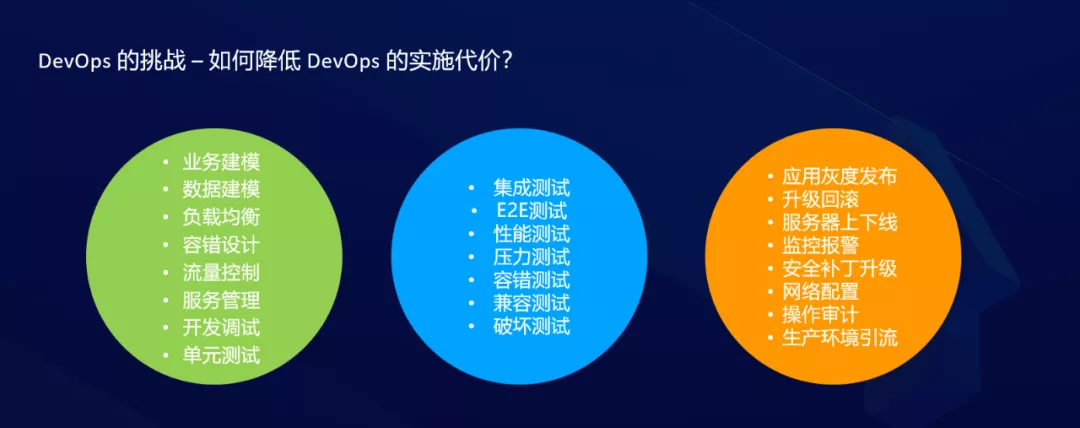 DevOps 的挑战 – 如何降低 DevOps 的实施代价？
• 业务建模
• 数据建模
• 负载均衡
• 容错设计
• 流量控制
• 服务管理
• 开发调试
• 单元测试
• 集成测试
• E2E测试
• 性能测试
• 压力测试
• 容错测试
• 兼容测试
• 破坏测试
• 应用灰度发布
• 升级回滚
• 服务器上下线
• 监控报警
• 安全补丁升级
• 网络配置
• 操作审计
• 生产环境引流